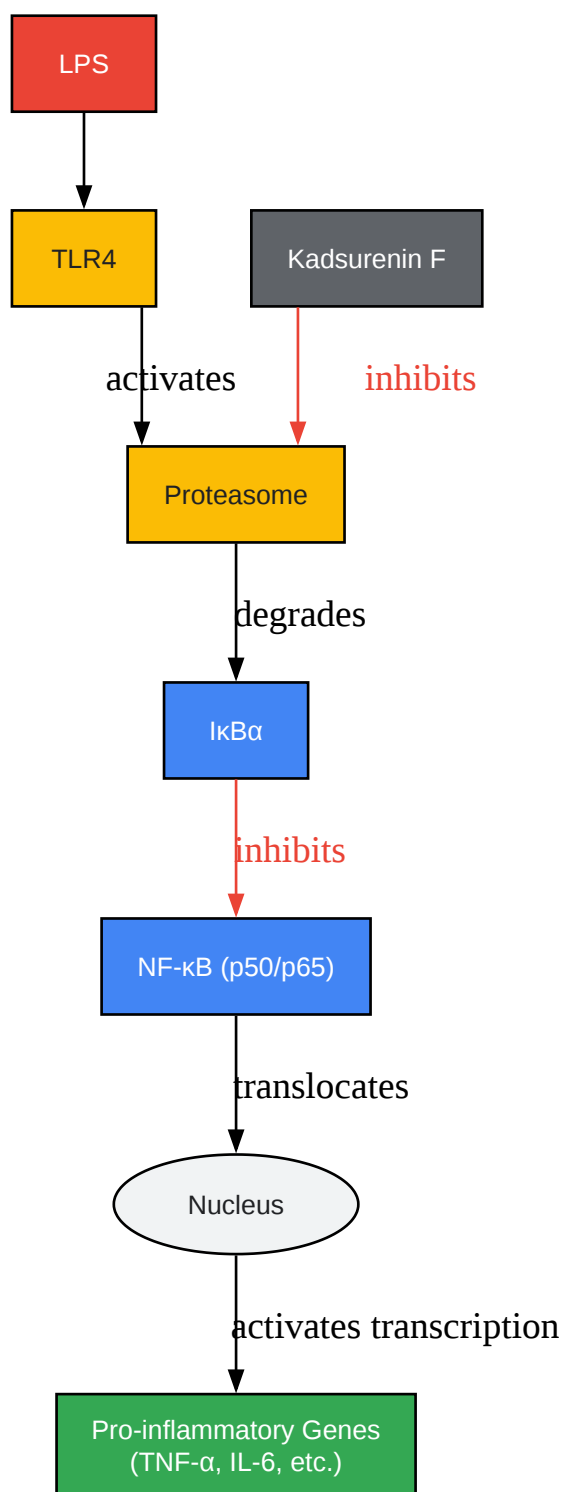 LPS
TLR4
Kadsurenin F
activates
inhibits
Proteasome
degrades
IκBα
inhibits
NF-κB (p50/p65)
translocates
Nucleus
activates transcription
Pro-inflammatory Genes
(TNF-α, IL-6, etc.)